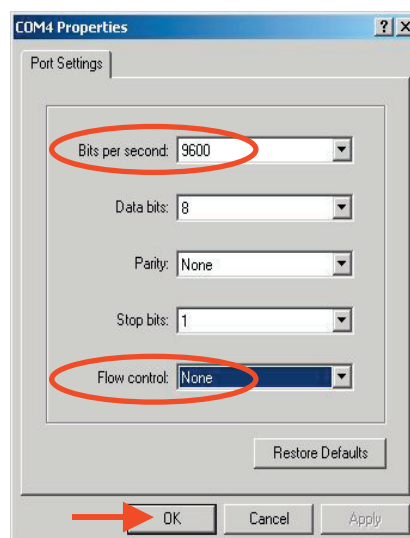 COM4 Properties
Port Settings
Bits per second: 9600
Data bits: 8
Parity: None
Stop bits: 1
Flow control: None
Restore Defaults
OK Cancel Apply